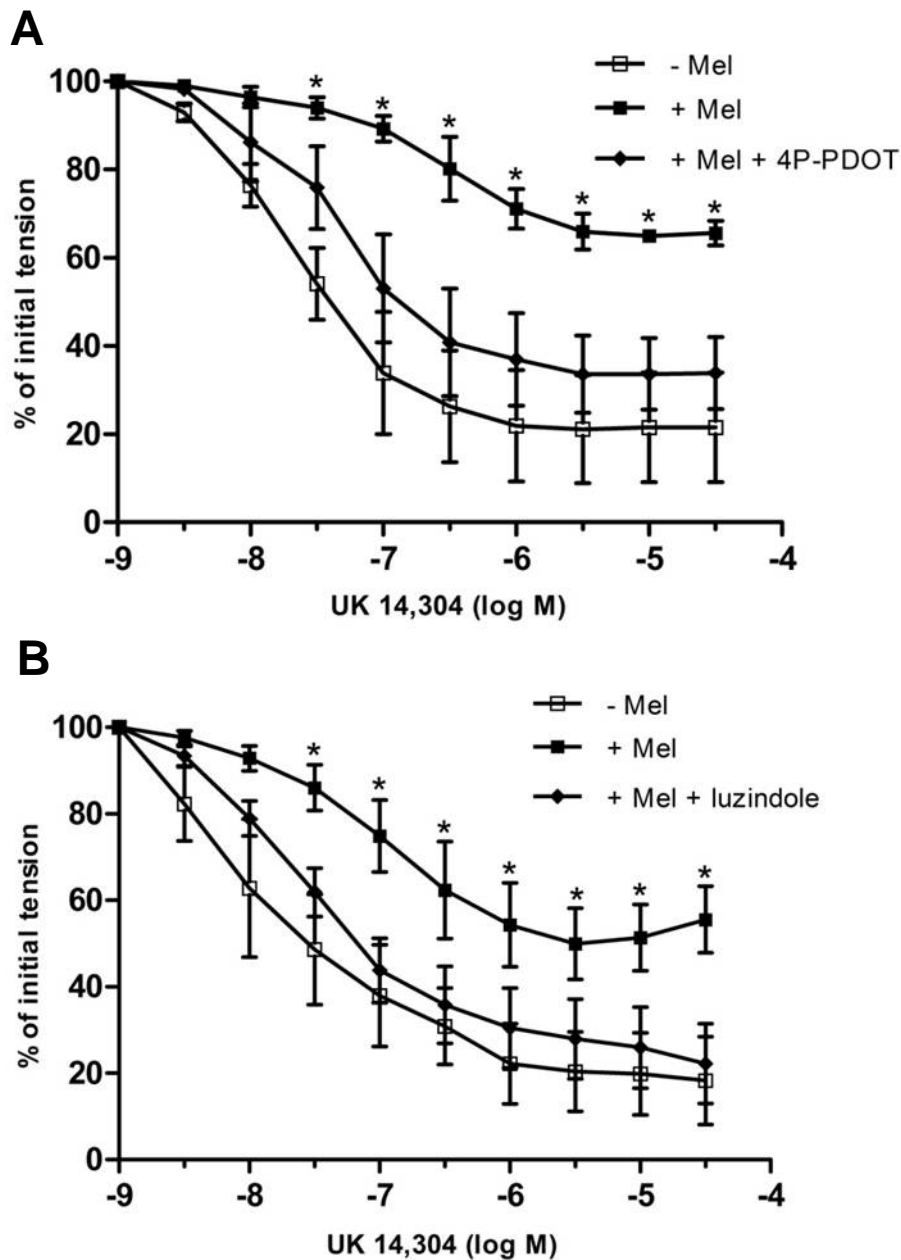 A
- Mel
+ Mel
+ Mel + 4P-PDOT
100
80
60
40
20
0
% of initial tension
* * * * * * *
-9 -8 -7 -6 -5 -4
UK 14,304 (log M)
B
- Mel
+ Mel
+ Mel + luzindole
100
80
60
40
20
0
% of initial tension
* * * * * * *
-9 -8 -7 -6 -5 -4
UK 14,304 (log M)